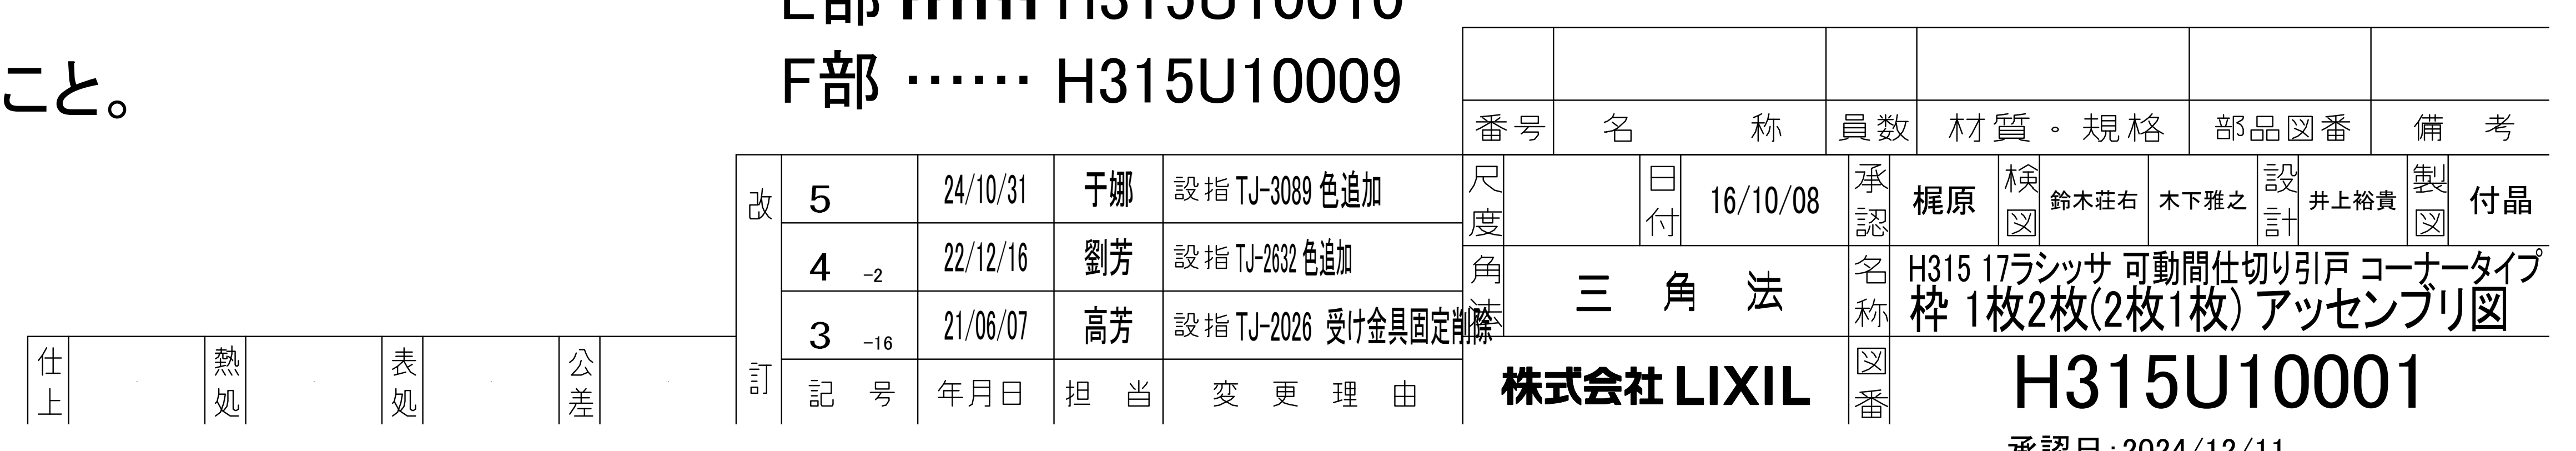 E部 …… H315U10010
F部 …… H315U10009
こと。
番号 名称 員数 材質・規格 部品図番 備考
改訂
5 24/10/31 于娜 設指 TJ-3089 色追加
4 -2 22/12/16 劉芳 設指 TJ-2632 色追加
3 -16 21/06/07 高芳 設指 TJ-2026 受け金具固定削除
記号 年月日 担当 変更理由
尺度 日付 16/10/08 承認 梶原 検図 鈴木荘右 木下雅之 設計 井上裕貴 製図 付晶
角法 三角法 名称 H315 17ラシッサ 可動間仕切り引戸 コーナータイプ
枠 1枚2枚(2枚1枚) アッセンブリ図
仕上 熱処 表処 公差
株式会社 LIXIL 図番 H315U10001
承認日:2024/12/11